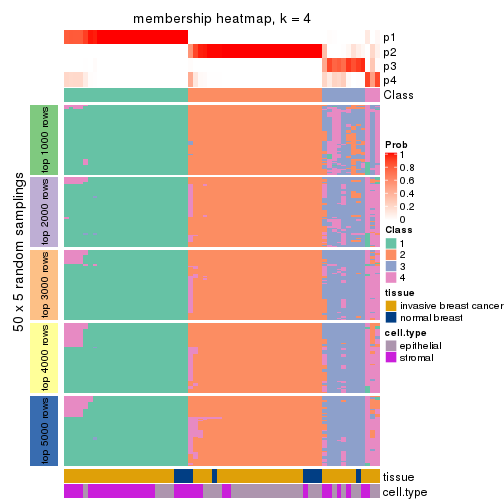 membership heatmap, k = 4
p1
p2
p3
p4
Class
50 x 5 random samplings
top 1000 rows
top 2000 rows
top 3000 rows
top 4000 rows
top 5000 rows
Prob
1
0.8
0.6
0.4
0.2
0
Class
1
2
3
4
tissue
invasive breast cancer
normal breast
cell.type
epithelial
stromal
tissue
cell.type